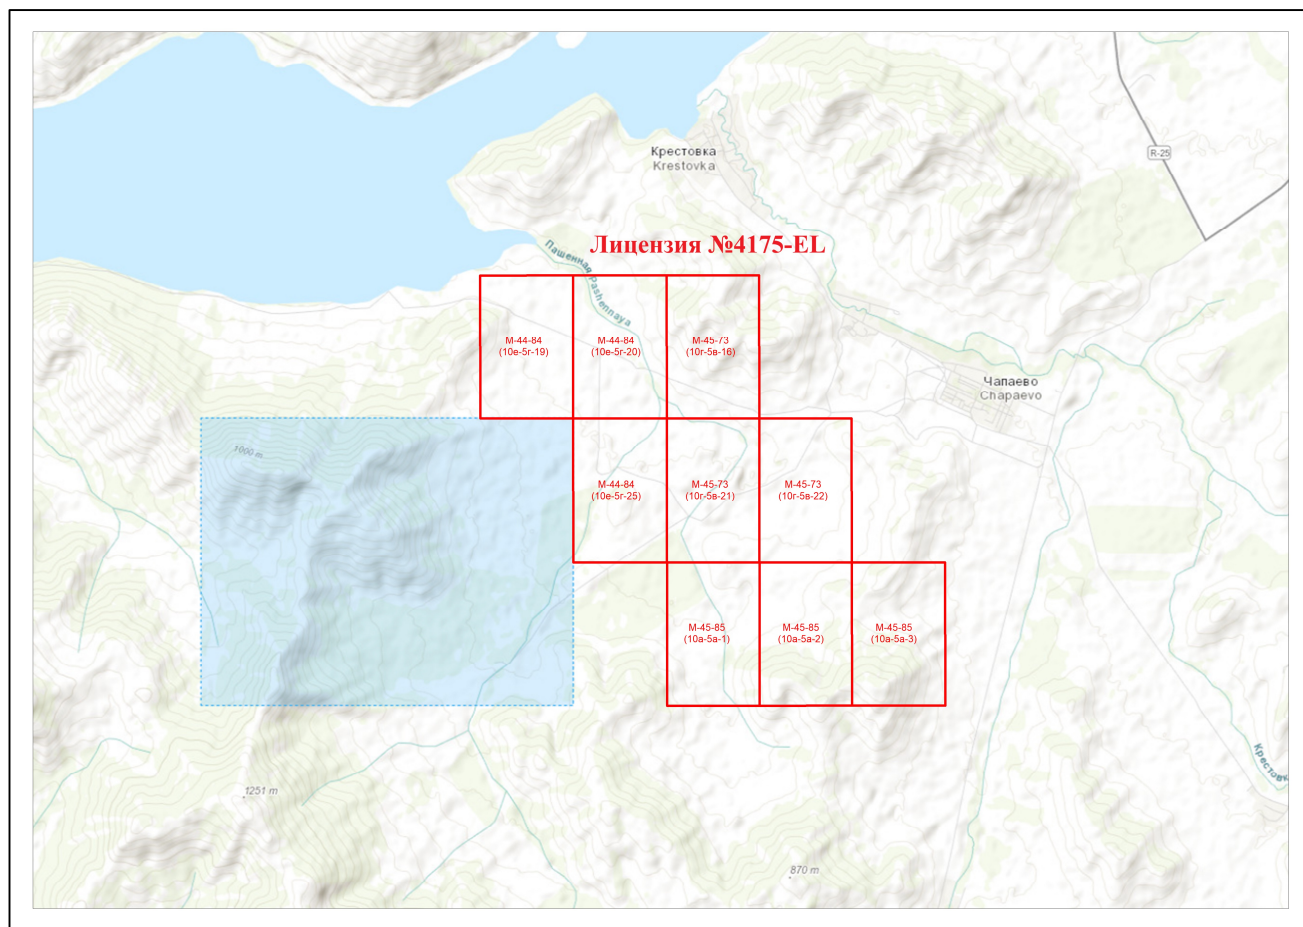 Крестовка
Krestovka
R-25
Лицензия №4175-EL
Пашенная Pashennaya
M-44-84
(10е-5г-19)
M-44-84
(10е-5г-20)
M-45-73
(10г-5в-16)
Чапаево
Chapaevo
1000 m
M-44-84
(10е-5г-25)
M-45-73
(10г-5в-21)
M-45-73
(10г-5в-22)
M-45-85
(10а-5а-1)
M-45-85
(10а-5а-2)
M-45-85
(10а-5а-3)
Крестовк
1251 m
870 m